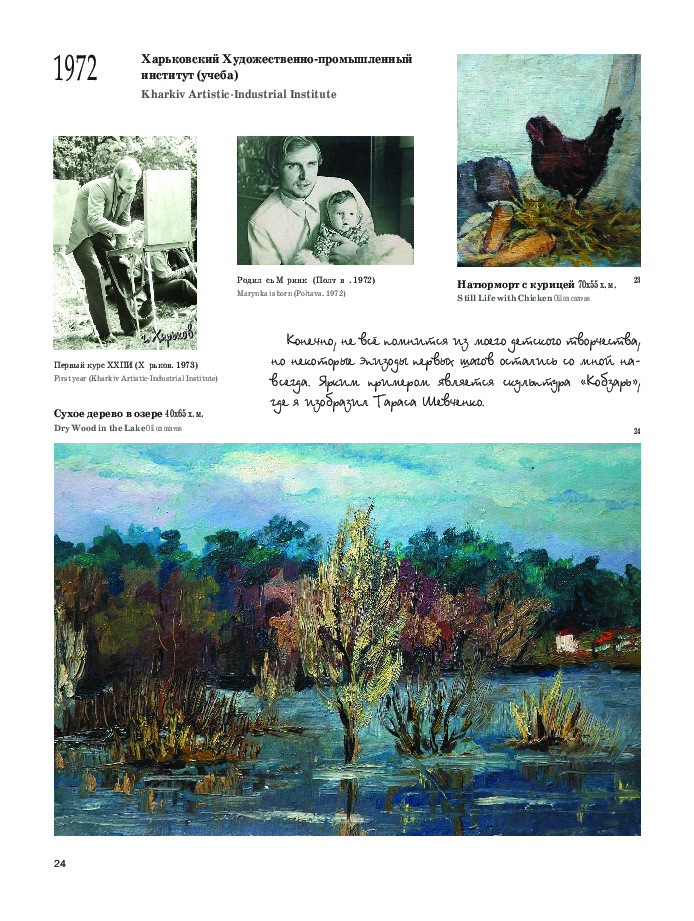 1972
Харьковский Художественно-промышленный
институт (учеба)
Kharkiv Artistic-Industrial Institute
г. Харьков
Первый курс ХХПИ (Х рьков. 1973)
First year (Kharkiv Artistic-Industrial Institute)
Родил сь М ринк (Полт в . 1972)
Marynka is born (Poltava. 1972)
Натюрморт с курицей 70х55 х. м.
23
Still Life with Chicken Oil on canvas
Конечно, не всё помнится из моего детского творчества,
но некоторые эпизоды первых шагов остались со мной на-
всегда. Ярким примером является скульптура «Кобзарь»,
где я изобразил Тараса Шевченко.
Сухое дерево в озере 40х65 х. м.
Dry Wood in the Lake Oil on canvas
24
24